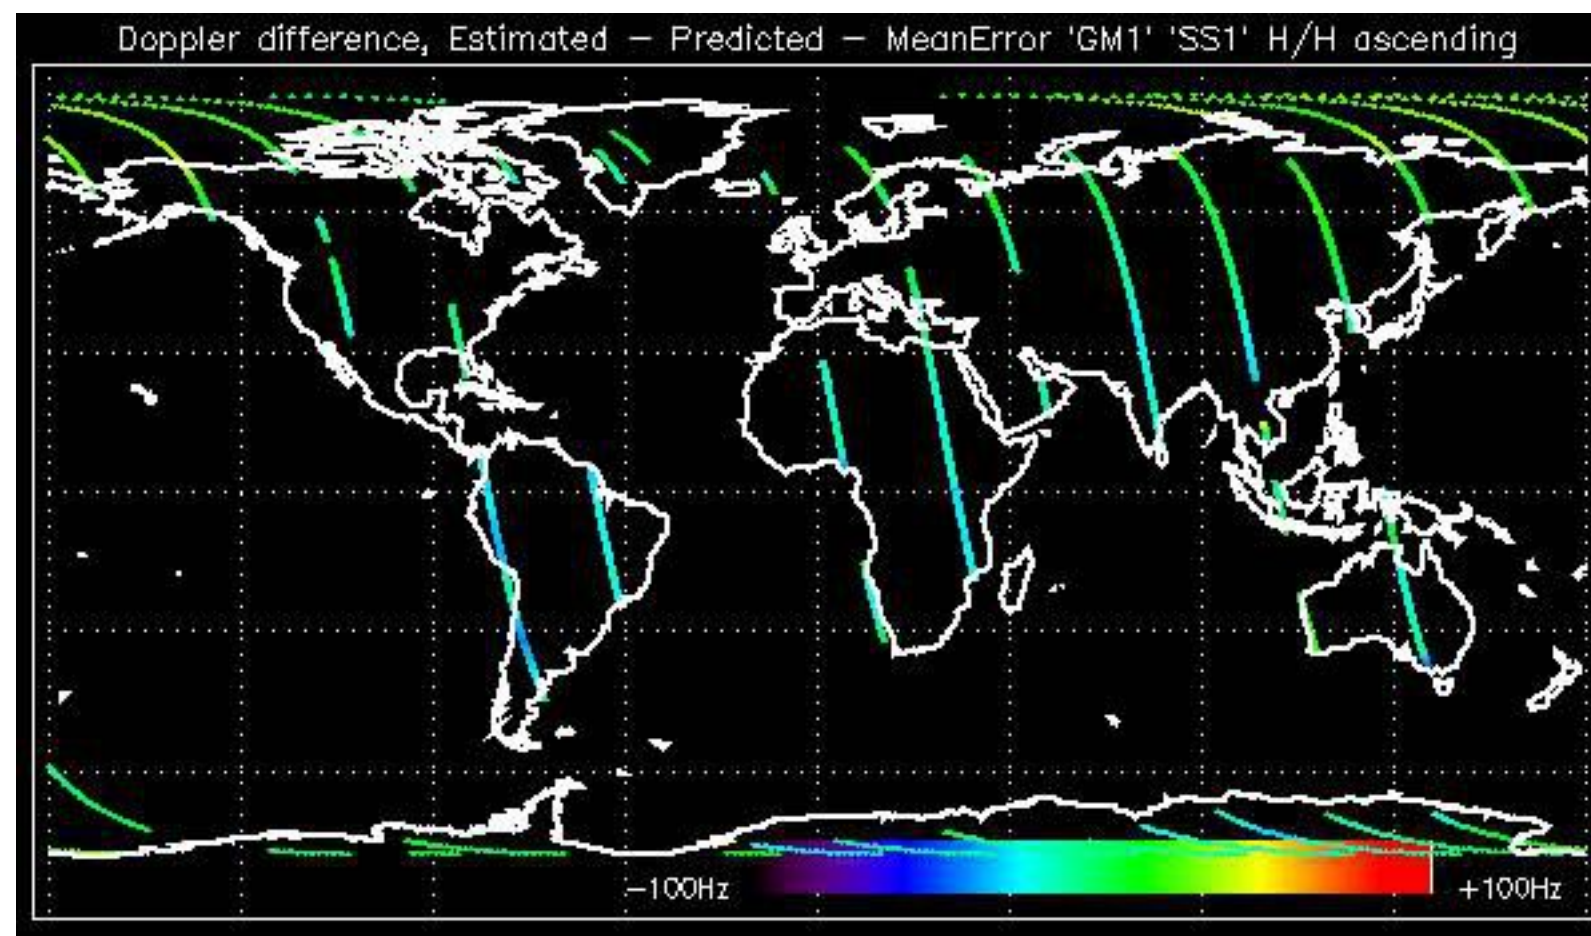 Doppler difference, Estimated – Predicted – MeanError 'GM1' 'SS1' H/H ascending
–100Hz +100Hz